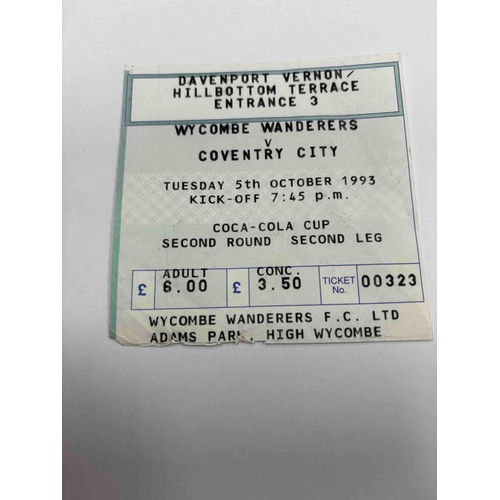 DAVENPORT VERNON/
HILLBOTTOM TERRACE
ENTRANCE 3
WYCOMBE WANDERERS
V
COVENTRY CITY
TUESDAY 5TH OCTOBER 1993
KICK-OFF 7:45 p.m.
COCA-COLA CUP
SECOND ROUND SECOND LEG
£ ADULT 6.00 £ CONC. 3.50 TICKET No. 00323
WYCOMBE WANDERERS F.C. LTD
ADAMS PARK, HIGH WYCOMBE